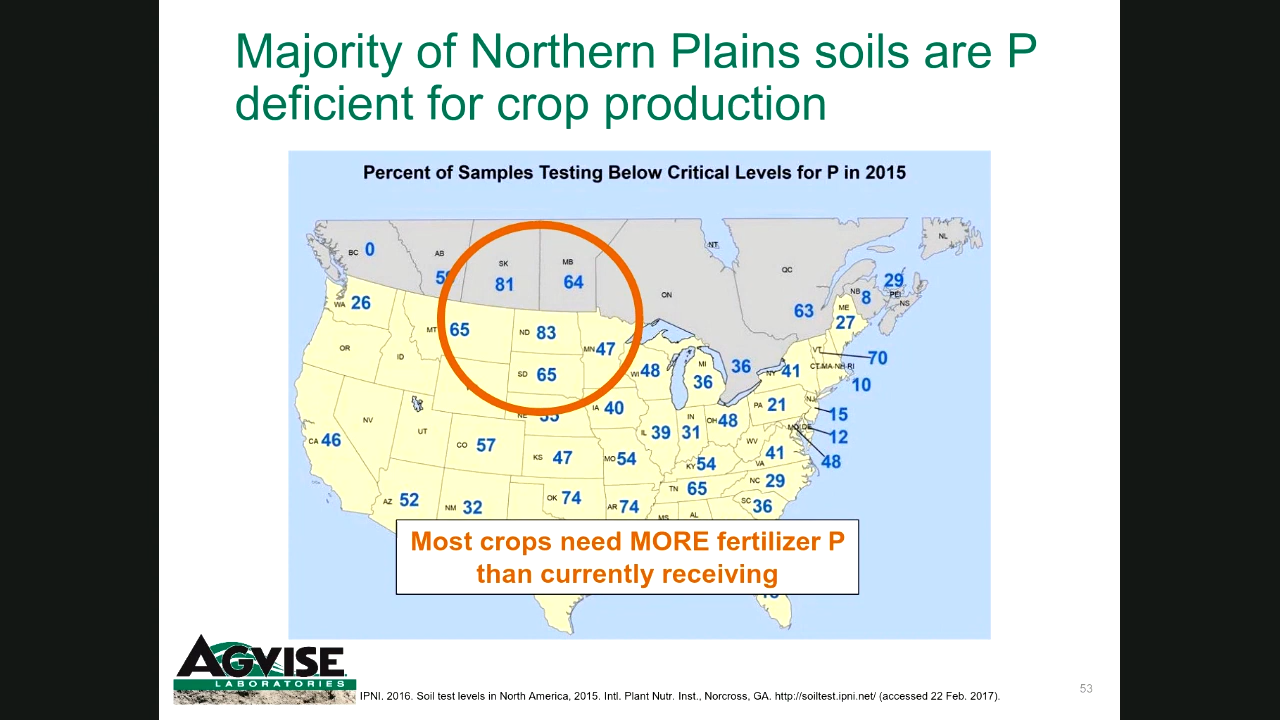 Majority of Northern Plains soils are P
deficient for crop production
Percent of Samples Testing Below Critical Levels for P in 2015
BC 0
AB
SK
81
MB
64
ON
NT
QC
63
NL
NB
8
29
PEI
NS
WA 26
MT 65
ND 83
MN 47
ME
27
OR
ID
SD 65
WI 48
MI
36
36
NY 41
VT
70
CT-MA-NH-RI
10
NV
UT
CO 57
NE
IA 40
IL 39
IN
31
OH 48
PA 21
NJ
15
MD DE
12
48
CA 46
KS 47
MO 54
KY 54
WV
41
VA
AZ 52
NM 32
OK 74
AR 74
TN 65
NC 29
SC 36
MS
AL
Most crops need MORE fertilizer P
than currently receiving
AGVISE
LABORATORIES
IPNI. 2016. Soil test levels in North America, 2015. Intl. Plant Nutr. Inst., Norcross, GA. http://soiltest.ipni.net/ (accessed 22 Feb. 2017).
53